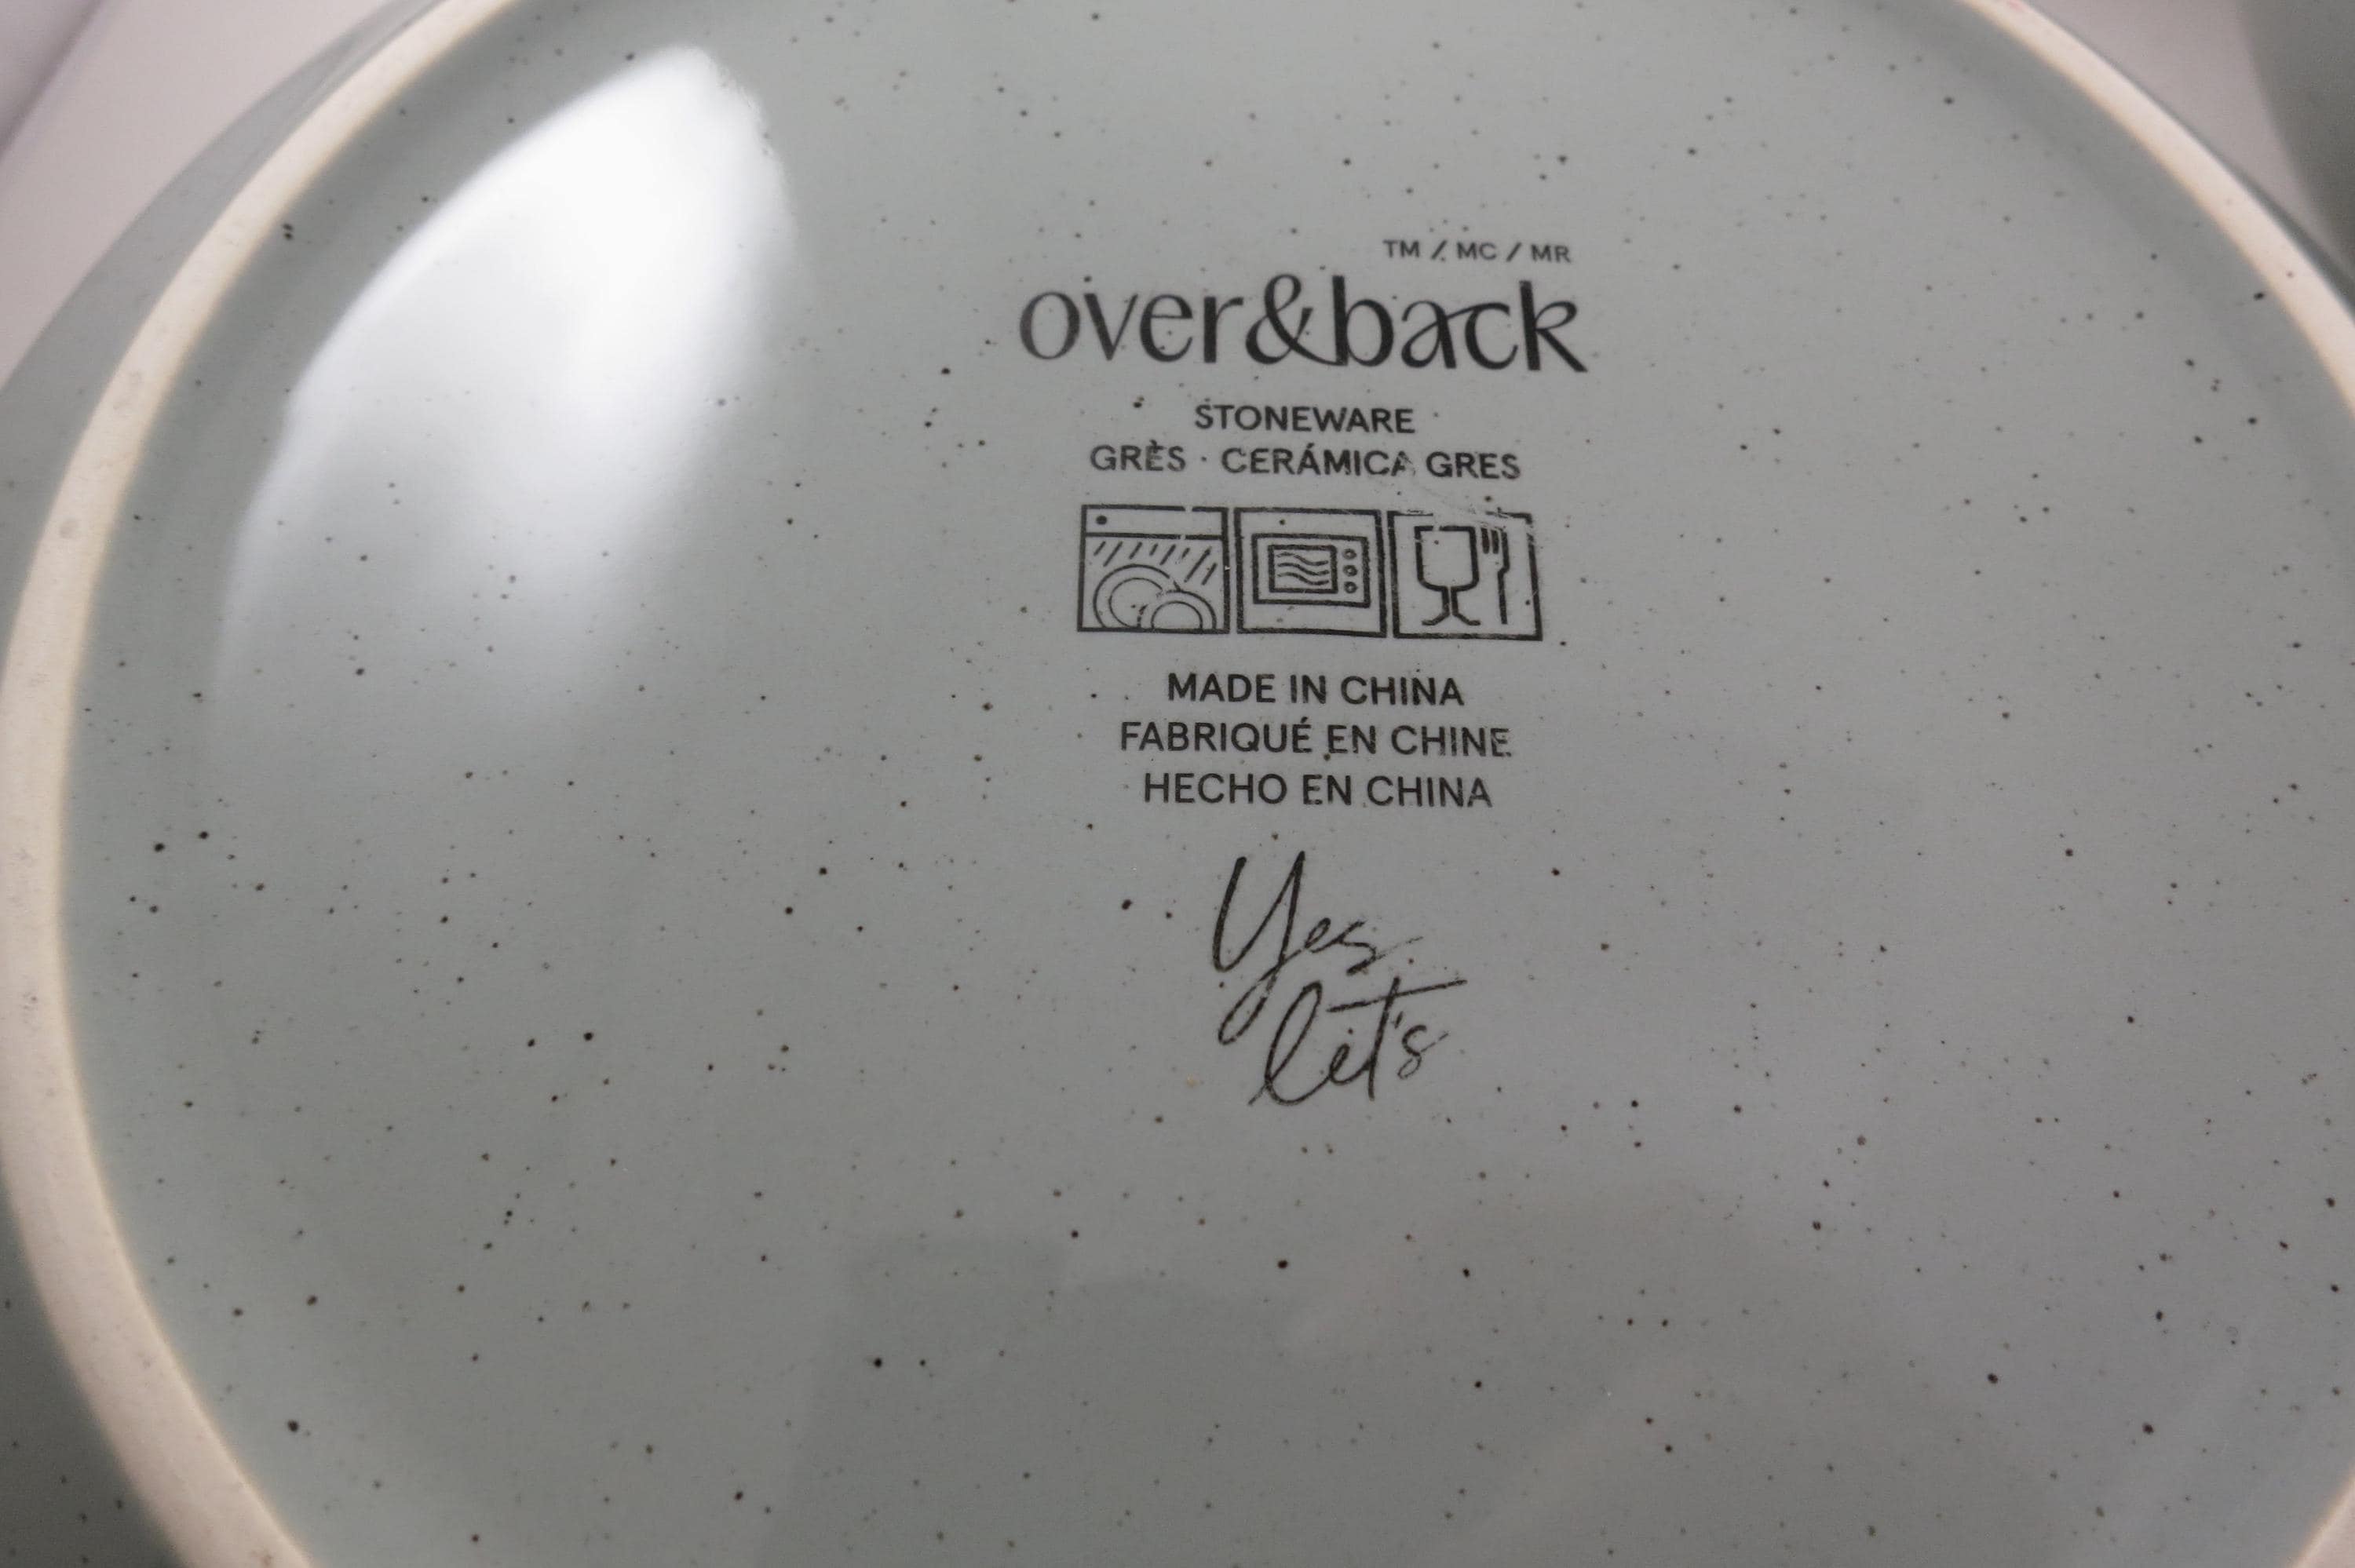 TM / MC / MR
over&back
STONEWARE
GRÈS · CERÁMICA GRES
MADE IN CHINA
FABRIQUÉ EN CHINE
HECHO EN CHINA
Yes
let's